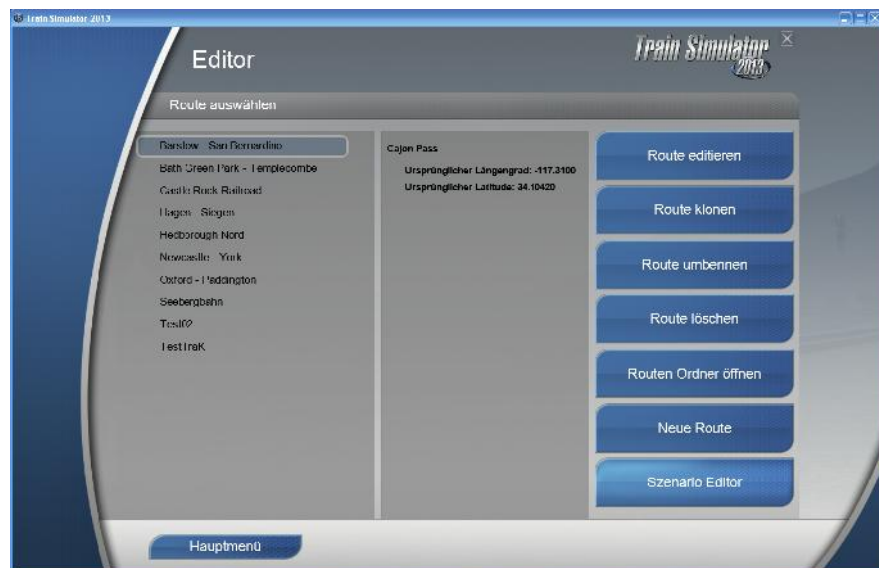 Train Simulator 2013
Editor
Train Simulator
2013
Route auswählen
Barstow - San Bernardino
Bath Green Park - Templecombe
Castle Rock Railroad
Hagen - Siegen
Hedborough Nord
Newcastle - York
Oxford - Paddington
Seebergbahn
Test02
TestTrak
Cajon Pass
Ursprünglicher Längengrad: -117.3100
Ursprünglicher Latitude: 34.10420
Route editieren
Route klonen
Route umbennen
Route löschen
Routen Ordner öffnen
Neue Route
Szenario Editor
Hauptmenü